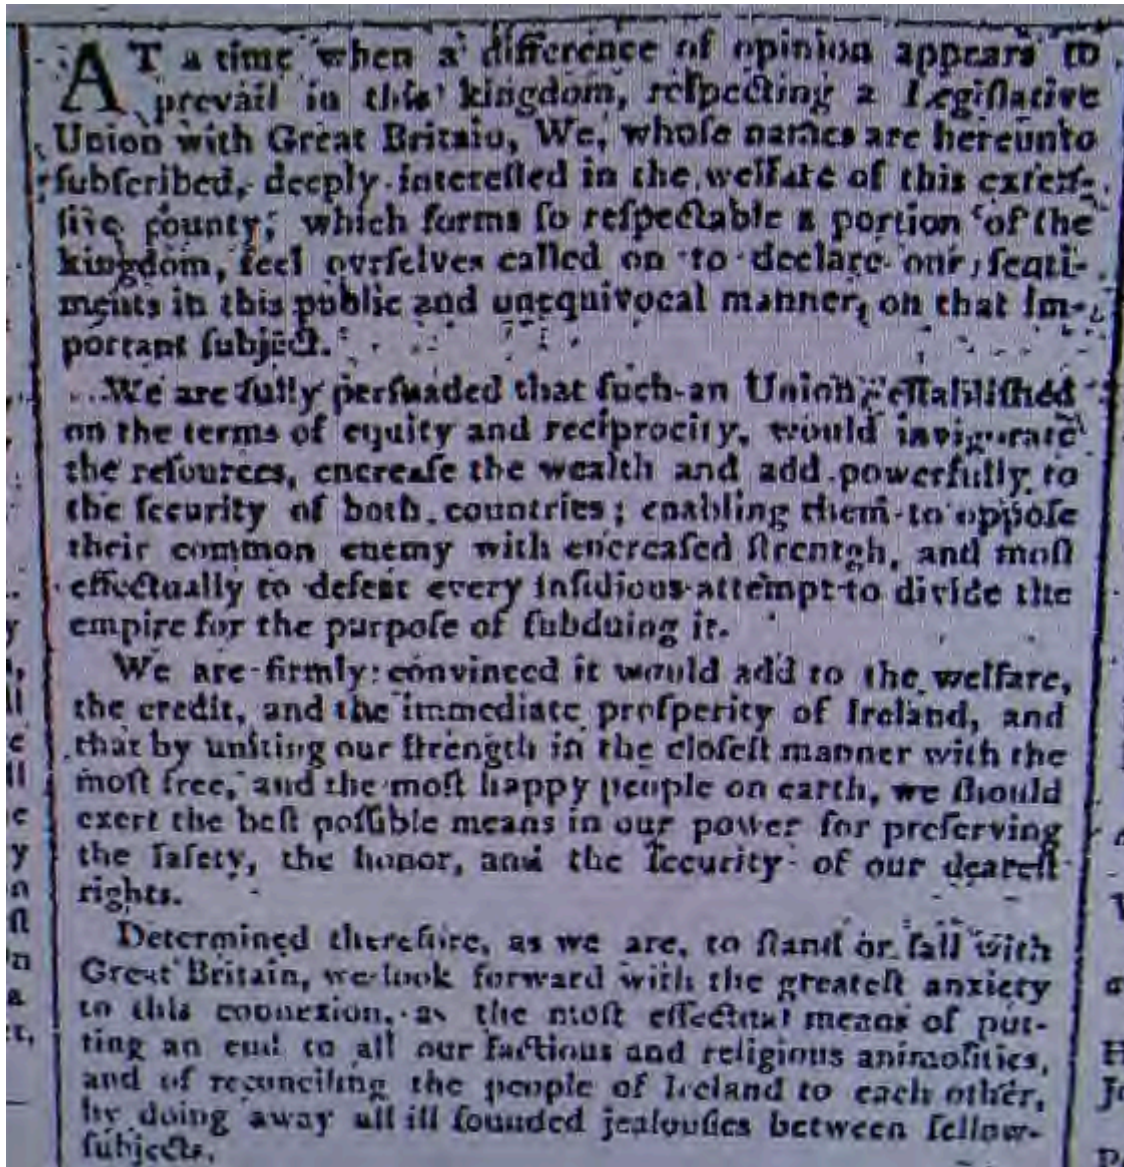 AT a time when a difference of opinion appears to
prevail in this kingdom, reſpecting a Legiſlative
Union with Great Britain, We, whoſe names are hereunto
ſubſcribed, deeply intereſted in the welfare of this exten-
ſive county, which forms ſo reſpectable a portion of the
kingdom, feel ourſelves called on to declare our ſenti-
ments in this public and unequivocal manner, on that im-
portant ſubject.
We are fully perſuaded that ſuch an Union, eſtabliſhed
on the terms of equity and reciprocity, would invigorate
the reſources, encreaſe the wealth and add powerfully to
the ſecurity of both countries; enabling them to oppoſe
their common enemy with encreaſed ſtrentgh, and moſt
effectually to defeat every inſidious attempt to divide the
empire for the purpoſe of ſubduing it.
We are firmly convinced it would add to the welfare,
the credit, and the immediate proſperity of Ireland, and
that by uniting our ſtrength in the cloſeſt manner with the
moſt free, and the moſt happy people on earth, we ſhould
exert the beſt poſſible means in our power for preſerving
the ſafety, the honor, and the ſecurity of our deareſt
rights.
Determined therefore, as we are, to ſtand or fall with
Great Britain, we look forward with the greateſt anxiety
to this connexion, as the moſt effectual means of put-
ting an end to all our factious and religious animoſities,
and of reconciling the people of Ireland to each other,
by doing away all ill founded jealouſies between fellow-
ſubjects.